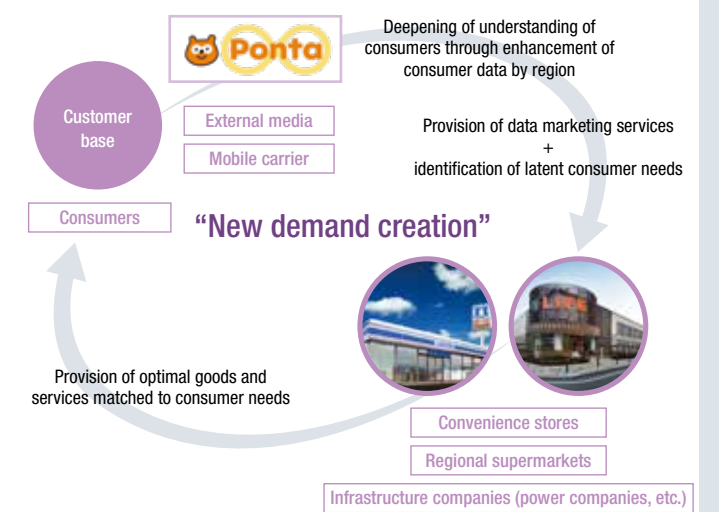 Ponta
Deepening of understanding of
consumers through enhancement of
consumer data by region
Customer
base
External media
Mobile carrier
Provision of data marketing services
+
identification of latent consumer needs
Consumers
“New demand creation”
LIFE
Provision of optimal goods and
services matched to consumer needs
Convenience stores
Regional supermarkets
Infrastructure companies (power companies, etc.)